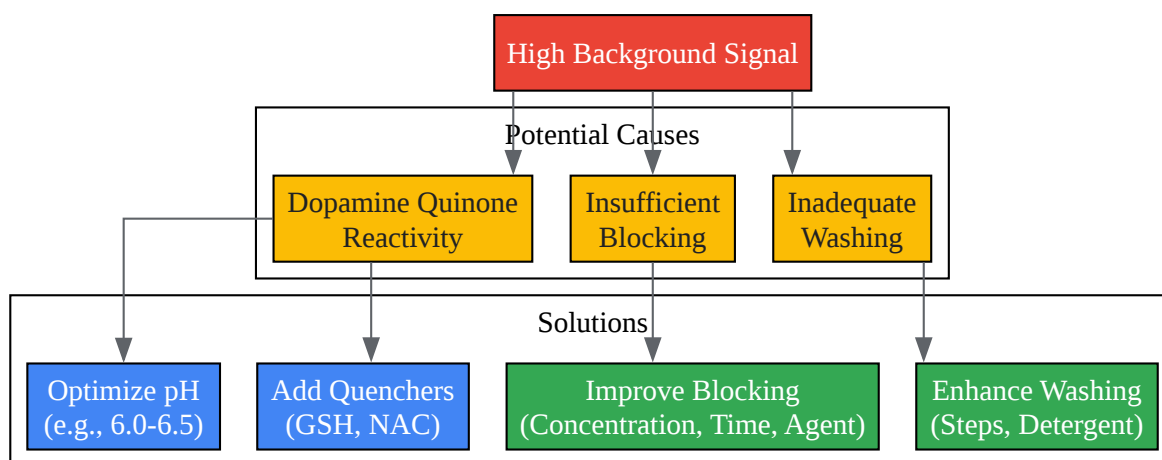 High Background Signal
Potential Causes
Dopamine Quinone
Reactivity
Insufficient
Blocking
Inadequate
Washing
Solutions
Optimize pH
(e.g., 6.0-6.5)
Add Quenchers
(GSH, NAC)
Improve Blocking
(Concentration, Time, Agent)
Enhance Washing
(Steps, Detergent)